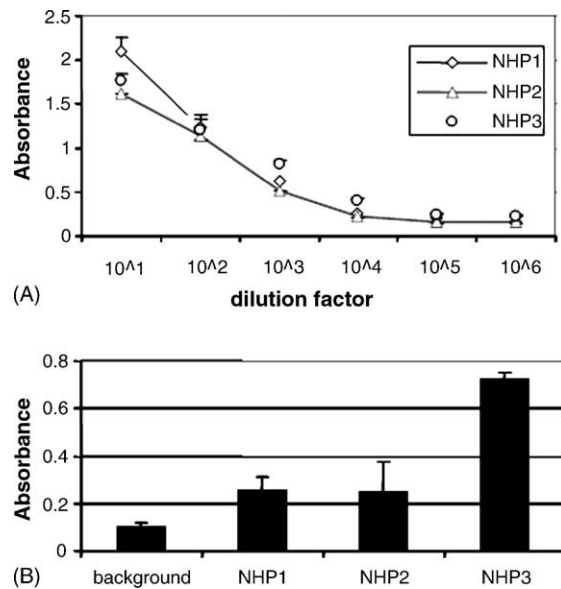 2.5
2
1.5
1
0.5
0
Absorbance
NHP1
NHP2
NHP3
10^1 10^2 10^3 10^4 10^5 10^6
dilution factor
(A)
0.8
0.6
0.4
0.2
0
Absorbance
background NHP1 NHP2 NHP3
(B)